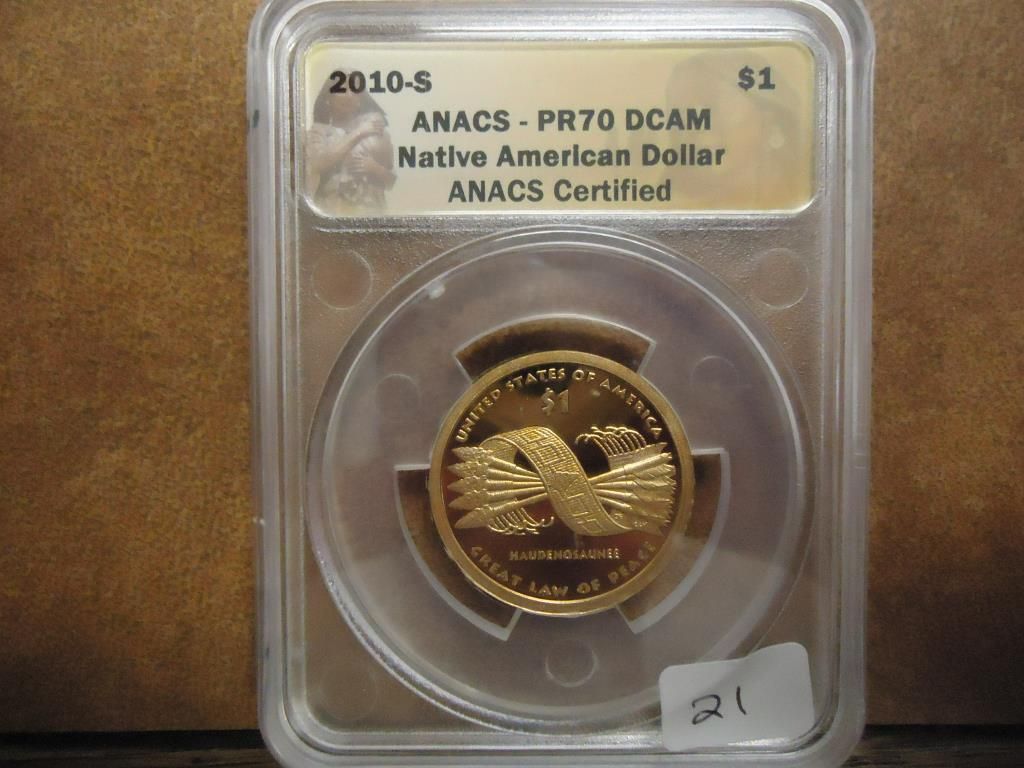 2010-S $1
ANACS - PR70 DCAM
Native American Dollar
ANACS Certified
UNITED STATES OF AMERICA
$1
HAUDENOSAUNEE
GREAT LAW OF PEACE
21